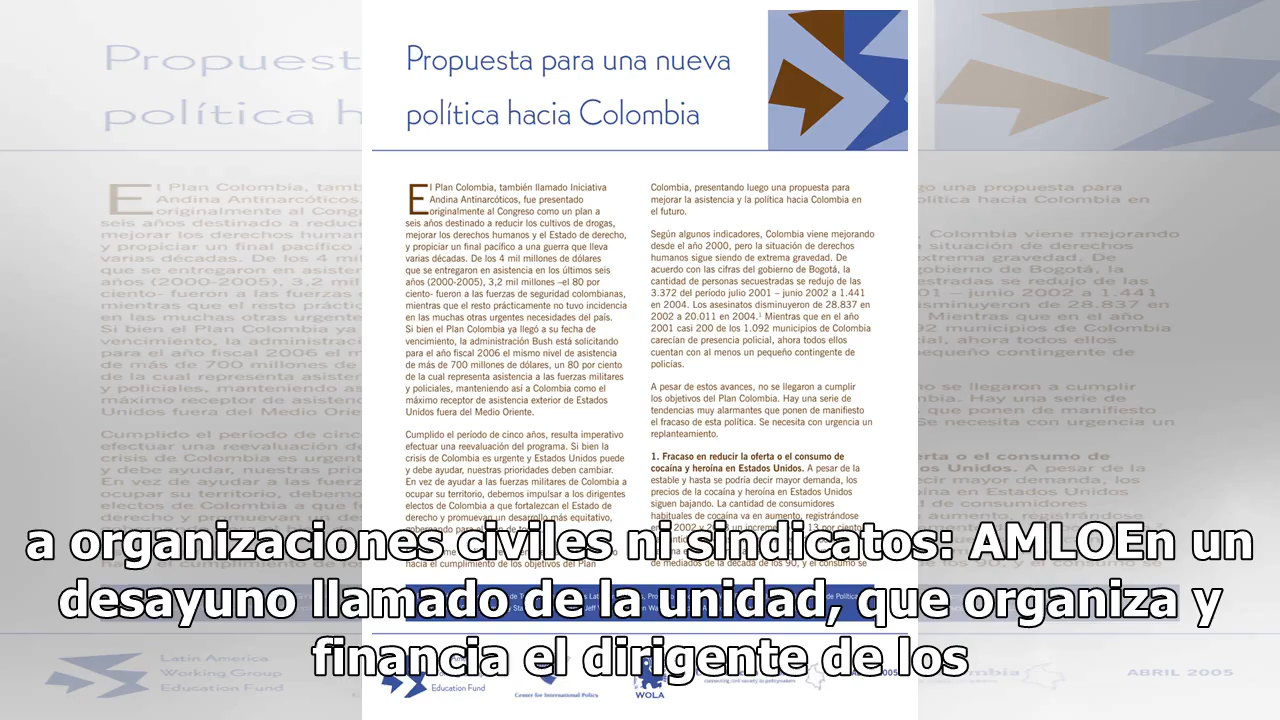 Propuesta para una nueva
política hacia Colombia
El Plan Colombia, también llamado Iniciativa
Andina Antinarcóticos, fue presentado
originalmente al Congreso como un plan a
seis años destinado a reducir los cultivos de drogas,
mejorar los derechos humanos y el Estado de derecho,
y propiciar un final pacífico a una guerra que lleva
varias décadas. De los 4 mil millones de dólares
que se entregaron en asistencia en los últimos seis
años (2000-2005), 3,2 mil millones –el 80 por
ciento- fueron a las fuerzas de seguridad colombianas,
mientras que el resto prácticamente no tuvo incidencia
en las muchas otras urgentes necesidades del país.
Si bien el Plan Colombia ya llegó a su fecha de
vencimiento, la administración Bush está solicitando
para el año fiscal 2006 el mismo nivel de asistencia
de más de 700 millones de dólares, un 80 por ciento
de la cual representa asistencia a las fuerzas militares
y policiales, manteniendo así a Colombia como el
máximo receptor de asistencia exterior de Estados
Unidos fuera del Medio Oriente.
Cumplido el período de cinco años, resulta imperativo
efectuar una reevaluación del programa. Si bien la
crisis de Colombia es urgente y Estados Unidos puede
y debe ayudar, nuestras prioridades deben cambiar.
En vez de ayudar a las fuerzas militares de Colombia a
ocupar su territorio, debemos impulsar a los dirigentes
electos de Colombia a que fortalezcan el Estado de
derecho y promuevan un desarrollo más equitativo,
hacia el cumplimiento de los objetivos del Plan
Colombia, presentando luego una propuesta para
mejorar la asistencia y la política hacia Colombia en
el futuro.
Según algunos indicadores, Colombia viene mejorando
desde el año 2000, pero la situación de derechos
humanos sigue siendo de extrema gravedad. De
acuerdo con las cifras del gobierno de Bogotá, la
cantidad de personas secuestradas se redujo de las
3.372 del período julio 2001 – junio 2002 a 1.441
en 2004. Los asesinatos disminuyeron de 28.837 en
2002 a 20.011 en 2004.¹ Mientras que en el año
2001 casi 200 de los 1.092 municipios de Colombia
carecían de presencia policial, ahora todos ellos
cuentan con al menos un pequeño contingente de
policías.
A pesar de estos avances, no se llegaron a cumplir
los objetivos del Plan Colombia. Hay una serie de
tendencias muy alarmantes que ponen de manifiesto
el fracaso de esta política. Se necesita con urgencia un
replanteamiento.
1. Fracaso en reducir la oferta o el consumo de
cocaína y heroína en Estados Unidos. A pesar de la
estable y hasta se podría decir mayor demanda, los
precios de la cocaína y heroína en Estados Unidos
siguen bajando. La cantidad de consumidores
habituales de cocaína va en aumento, registrándose
de mediados de la década de los 90, y el consumo se
a organizaciones civiles ni sindicatos: AMLOEn un
desayuno llamado de la unidad, que organiza y
financia el dirigente de los
Education Fund
Center for International Policy
WOLA
Latin America
Working Group
Education Fund
ABRIL 2005